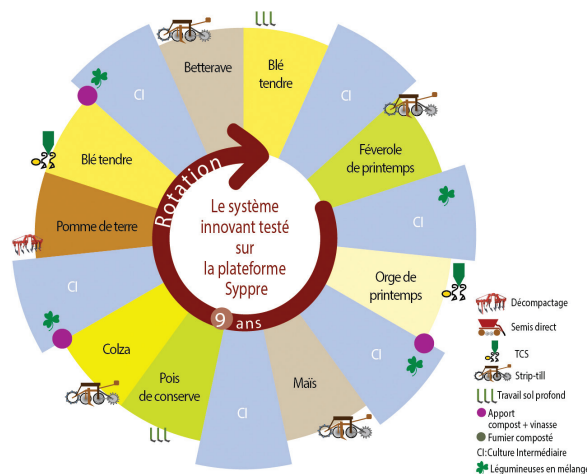 Betterave
Blé
tendre
CI
Féverole
de printemps
CI
Orge de
printemps
CI
Maïs
CI
Pois
de conserve
Colza
CI
Pomme de terre
Blé tendre
CI
Rotation
9 ans
Le système
innovant testé
sur
la plateforme
Syppre
Décompactage
Semis direct
TCS
Strip-till
Travail sol profond
Apport
compost + vinasse
Fumier composté
CI:Culture Intermédiaire
Légumineuses en mélange